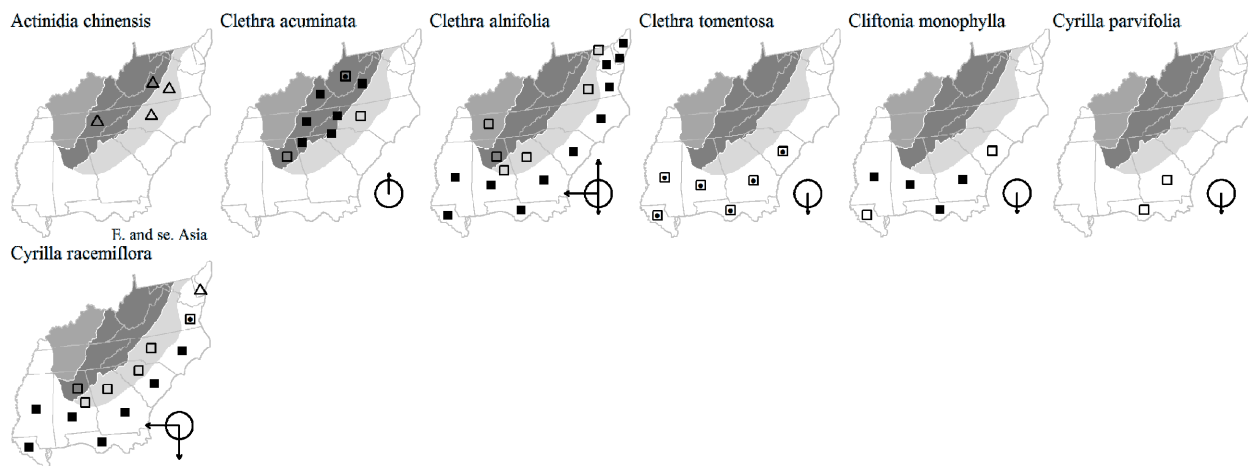 Actinidia chinensis
Clethra acuminata
Clethra alnifolia
Clethra tomentosa
Cliftonia monophylla
Cyrilla parvifolia
E. and se. Asia
Cyrilla racemiflora